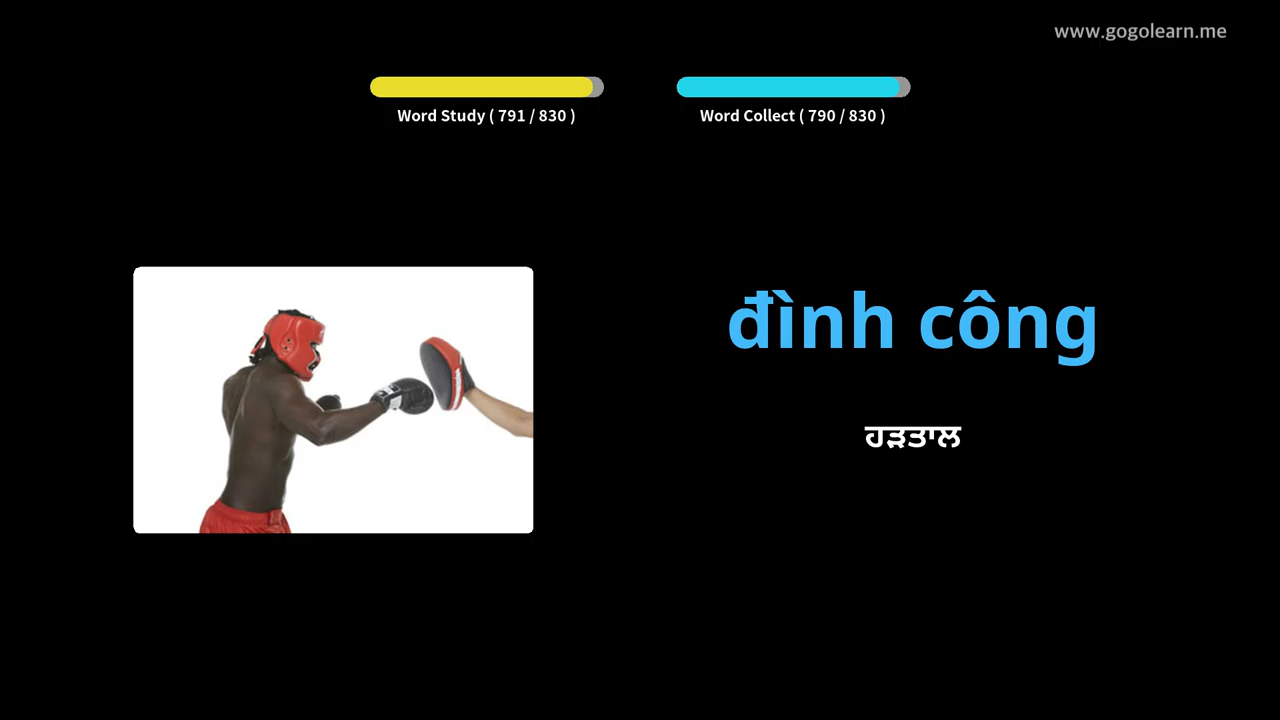 www.gogolearn.me
Word Study ( 791 / 830 )
Word Collect ( 790 / 830 )
đình công
ਹੜਤਾਲ